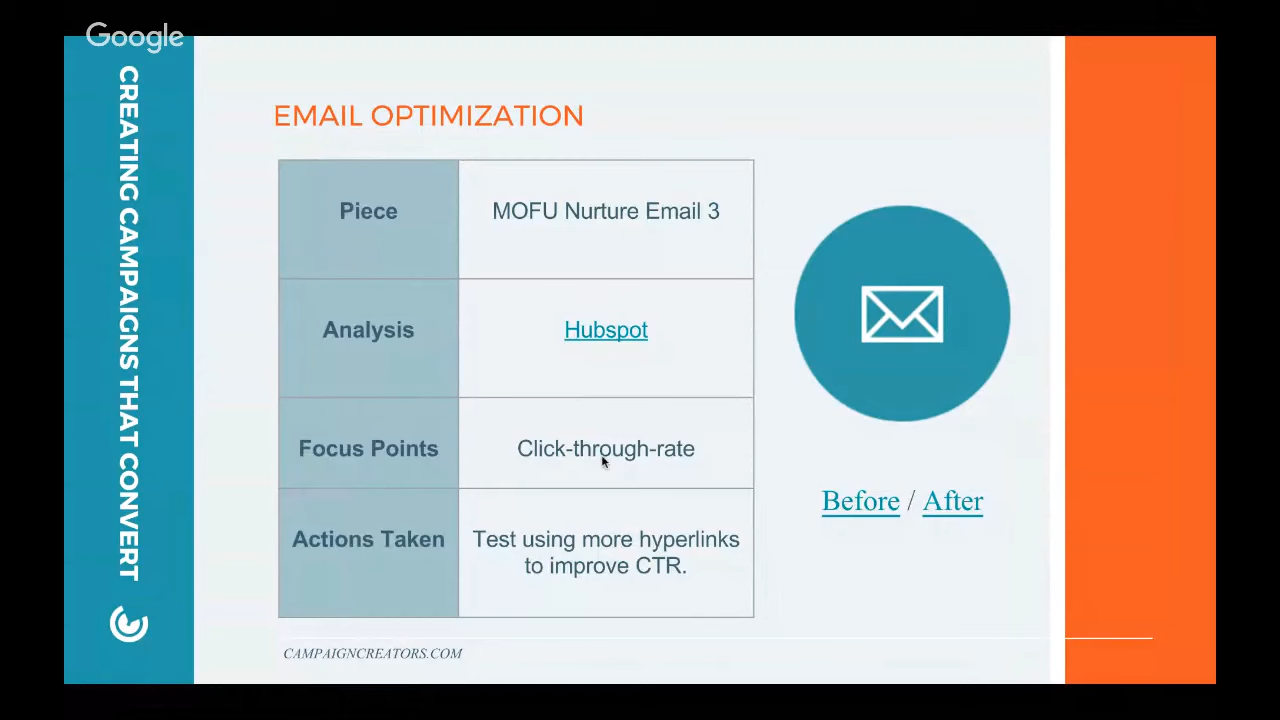 Google
CREATING CAMPAIGNS THAT CONVERT
EMAIL OPTIMIZATION
Piece
MOFU Nurture Email 3
Analysis
Hubspot
Focus Points
Click-through-rate
Actions Taken
Test using more hyperlinks
to improve CTR.
Before / After
CAMPAIGNCREATORS.COM